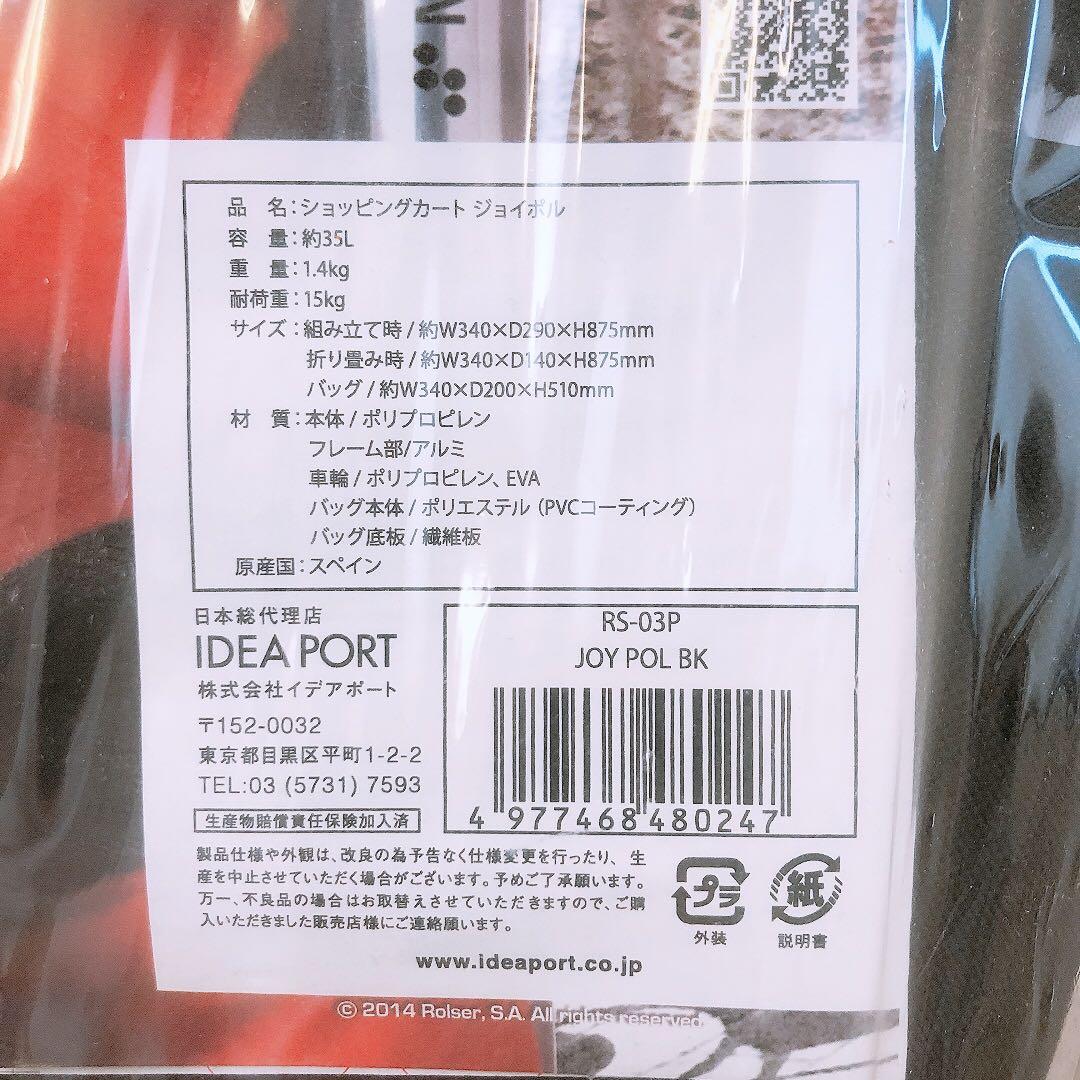 N
品 名：ショッピングカート ジョイポル
容 量：約35L
重 量：1.4kg
耐荷重：15kg
サイズ：組み立て時 / 約W340×D290×H875mm
折り畳み時 / 約W340×D140×H875mm
バッグ / 約W340×D200×H510mm
材 質：本体 / ポリプロピレン
フレーム部/アルミ
車輪 / ポリプロピレン、EVA
バッグ本体 / ポリエステル（PVCコーティング）
バッグ底板 / 繊維板
原産国：スペイン
日本総代理店
IDEA PORT
株式会社イデアポート
〒152-0032
東京都目黒区平町1-2-2
TEL:03 (5731) 7593
生産物賠償責任保険加入済
RS-03P
JOY POL BK
4 977468 480247
製品仕様や外観は、改良の為予告なく仕様変更を行ったり、生
産を中止させていただく場合がございます。予めご了承願います。
万一、不良品の場合はお取替えさせていただきますので、ご購
入いただきました販売店様にご連絡願います。
プラ
外装
紙
説明書
www.ideaport.co.jp
© 2014 Rolser, S.A. All rights reserved.